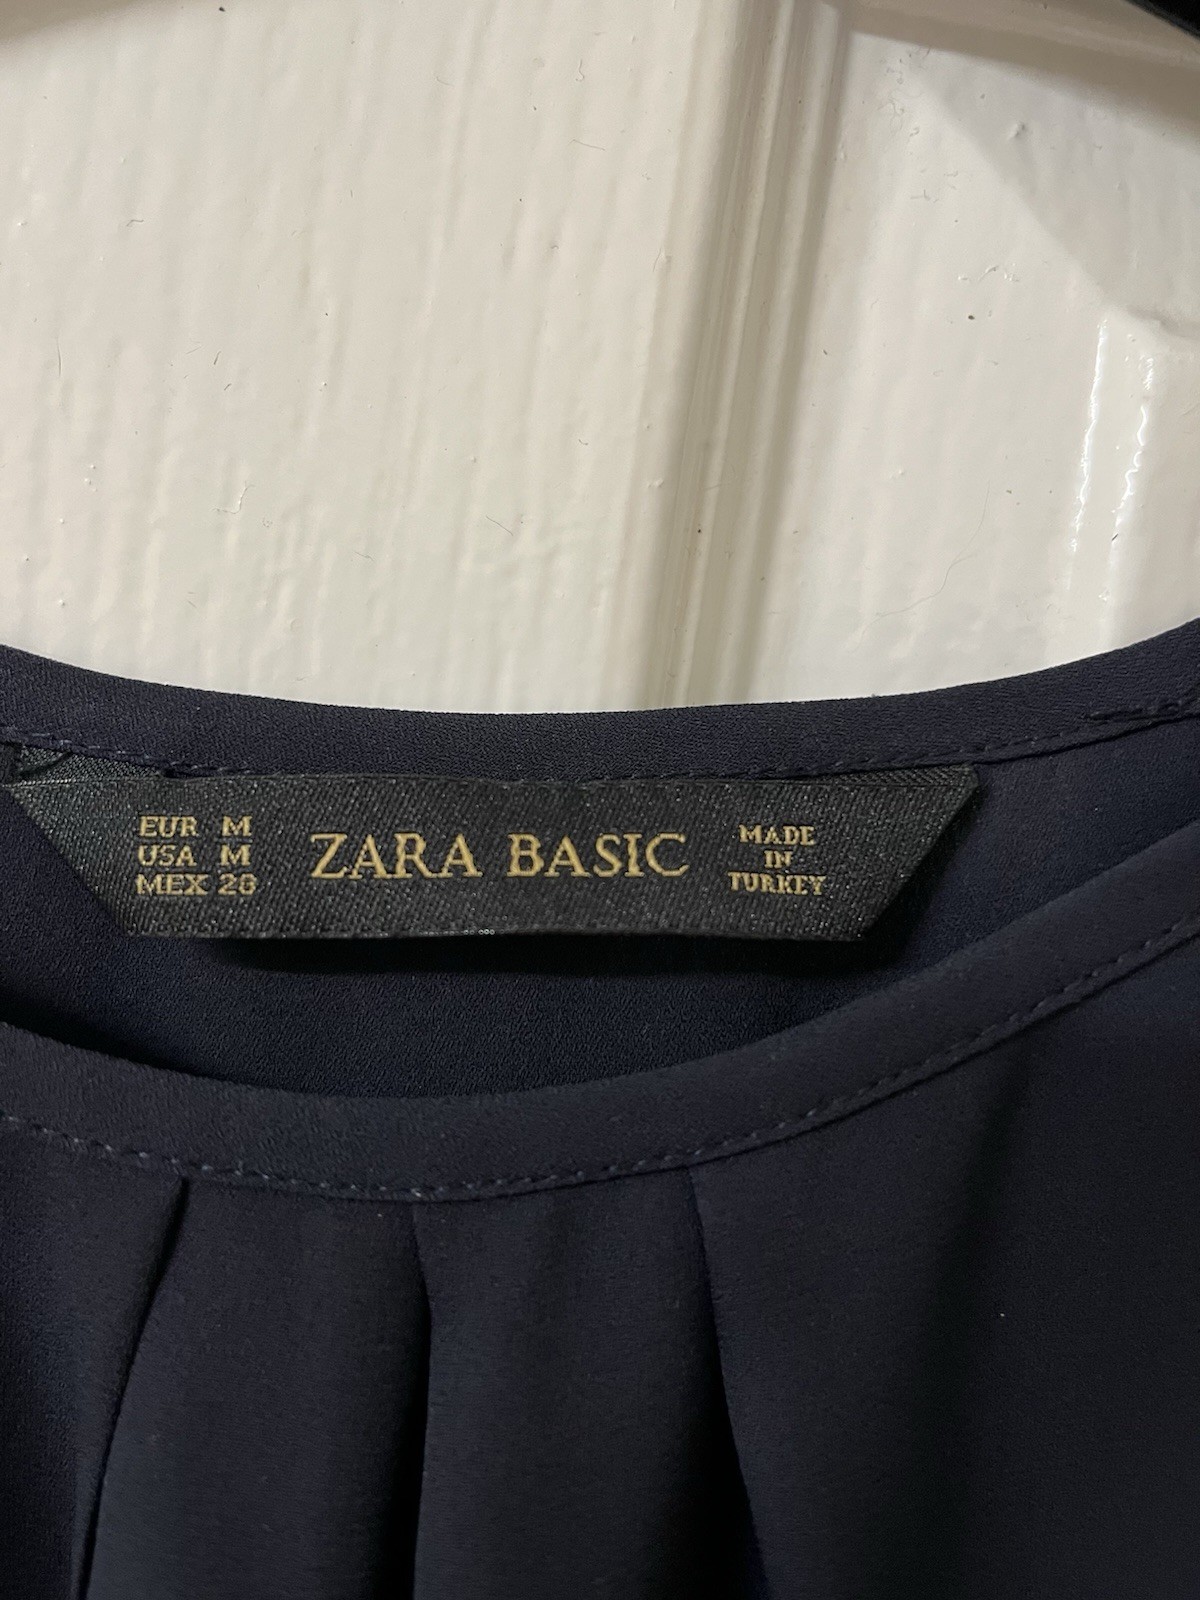 EUR M
USA M
MEX 28
ZARA BASIC
MADE
IN
TURKEY